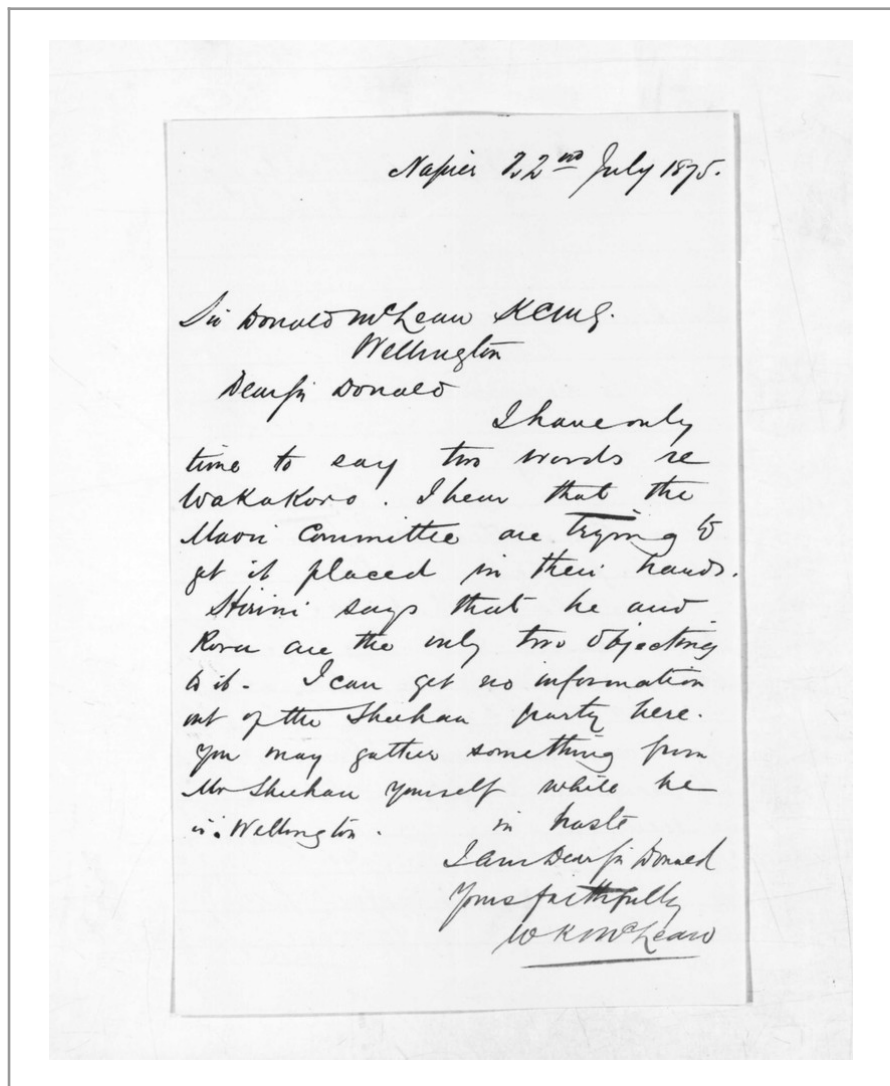 Napier 22nd July 1875.
Sir Donald McLean KCMG.
Wellington
Dear Sir Donald
I have only
time to say two words re
Wakakoro. I hear that the
Maori Committee are trying to
get it placed in their hands.
Hirini says that he and
are the only two objecting
to it. I can get no information
out of the Sheehan party here.
You may gather something from
Mr Sheehan yourself while he
is in Wellington. in haste
I am Dear Sir Donald
Yours faithfully
McLean